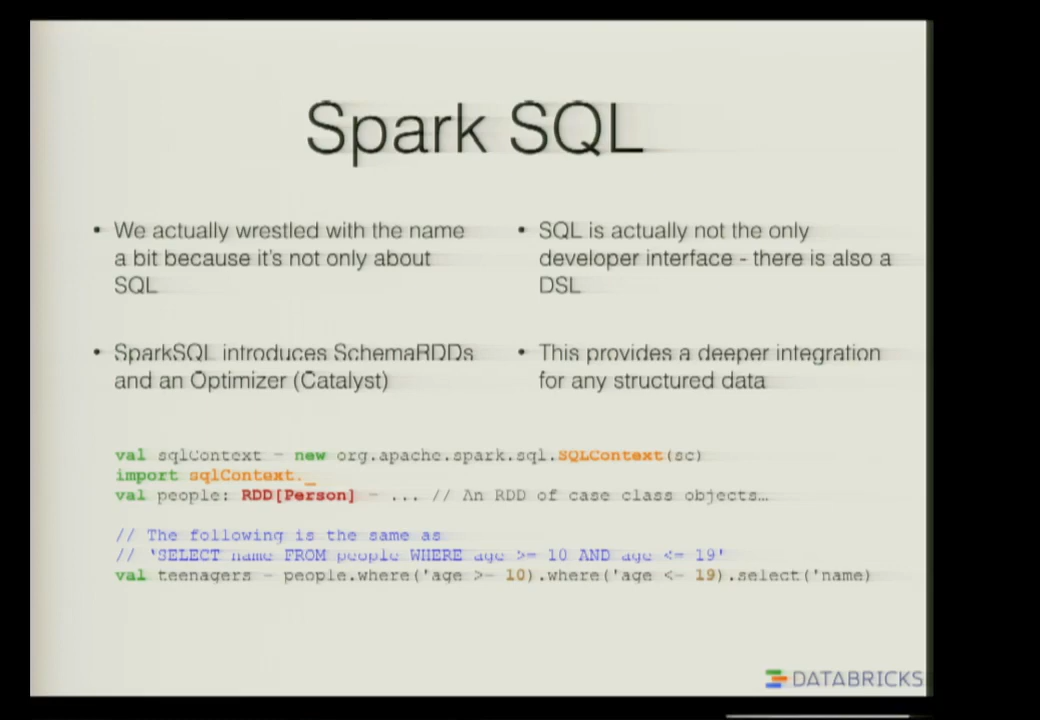 Spark SQL
• We actually wrestled with the name
a bit because it's not only about
SQL
• SQL is actually not the only
developer interface - there is also a
DSL
• SparkSQL introduces SchemaRDDs
and an Optimizer (Catalyst)
• This provides a deeper integration
for any structured data
val sqlContext = new org.apache.spark.sql.SQLContext(sc)
import sqlContext._
val people: RDD[Person] = ... // An RDD of case class objects…
// The following is the same as
// 'SELECT name FROM people WHERE age >= 10 AND age <= 19'
val teenagers = people.where('age >= 10).where('age <= 19).select('name)
DATABRICKS